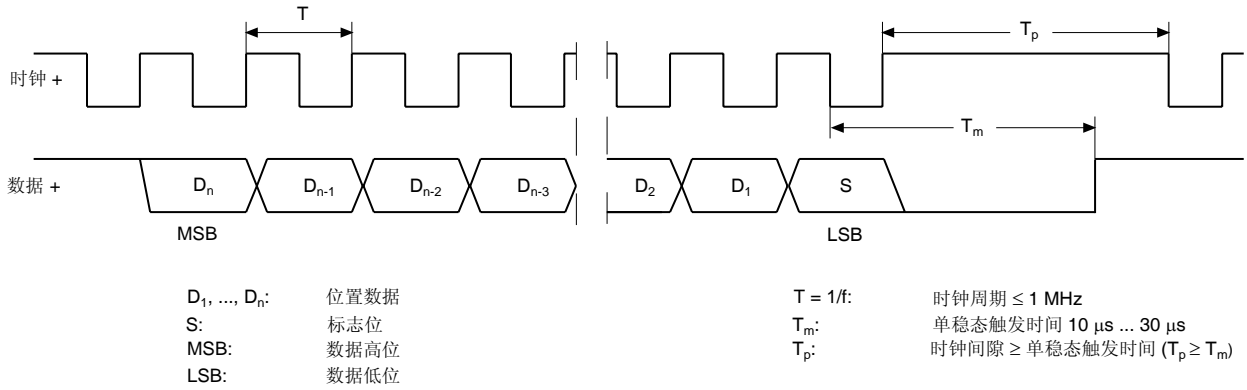 T
Tp
时钟 +
Tm
数据 +
Dn Dn-1 Dn-2 Dn-3 D2 D1 S
MSB LSB
D1, ..., Dn: 位置数据
S: 标志位
MSB: 数据高位
LSB: 数据低位
T = 1/f: 时钟周期 ≤ 1 MHz
Tm: 单稳态触发时间 10 μs ... 30 μs
Tp: 时钟间隙 ≥ 单稳态触发时间 (Tp ≥ Tm)